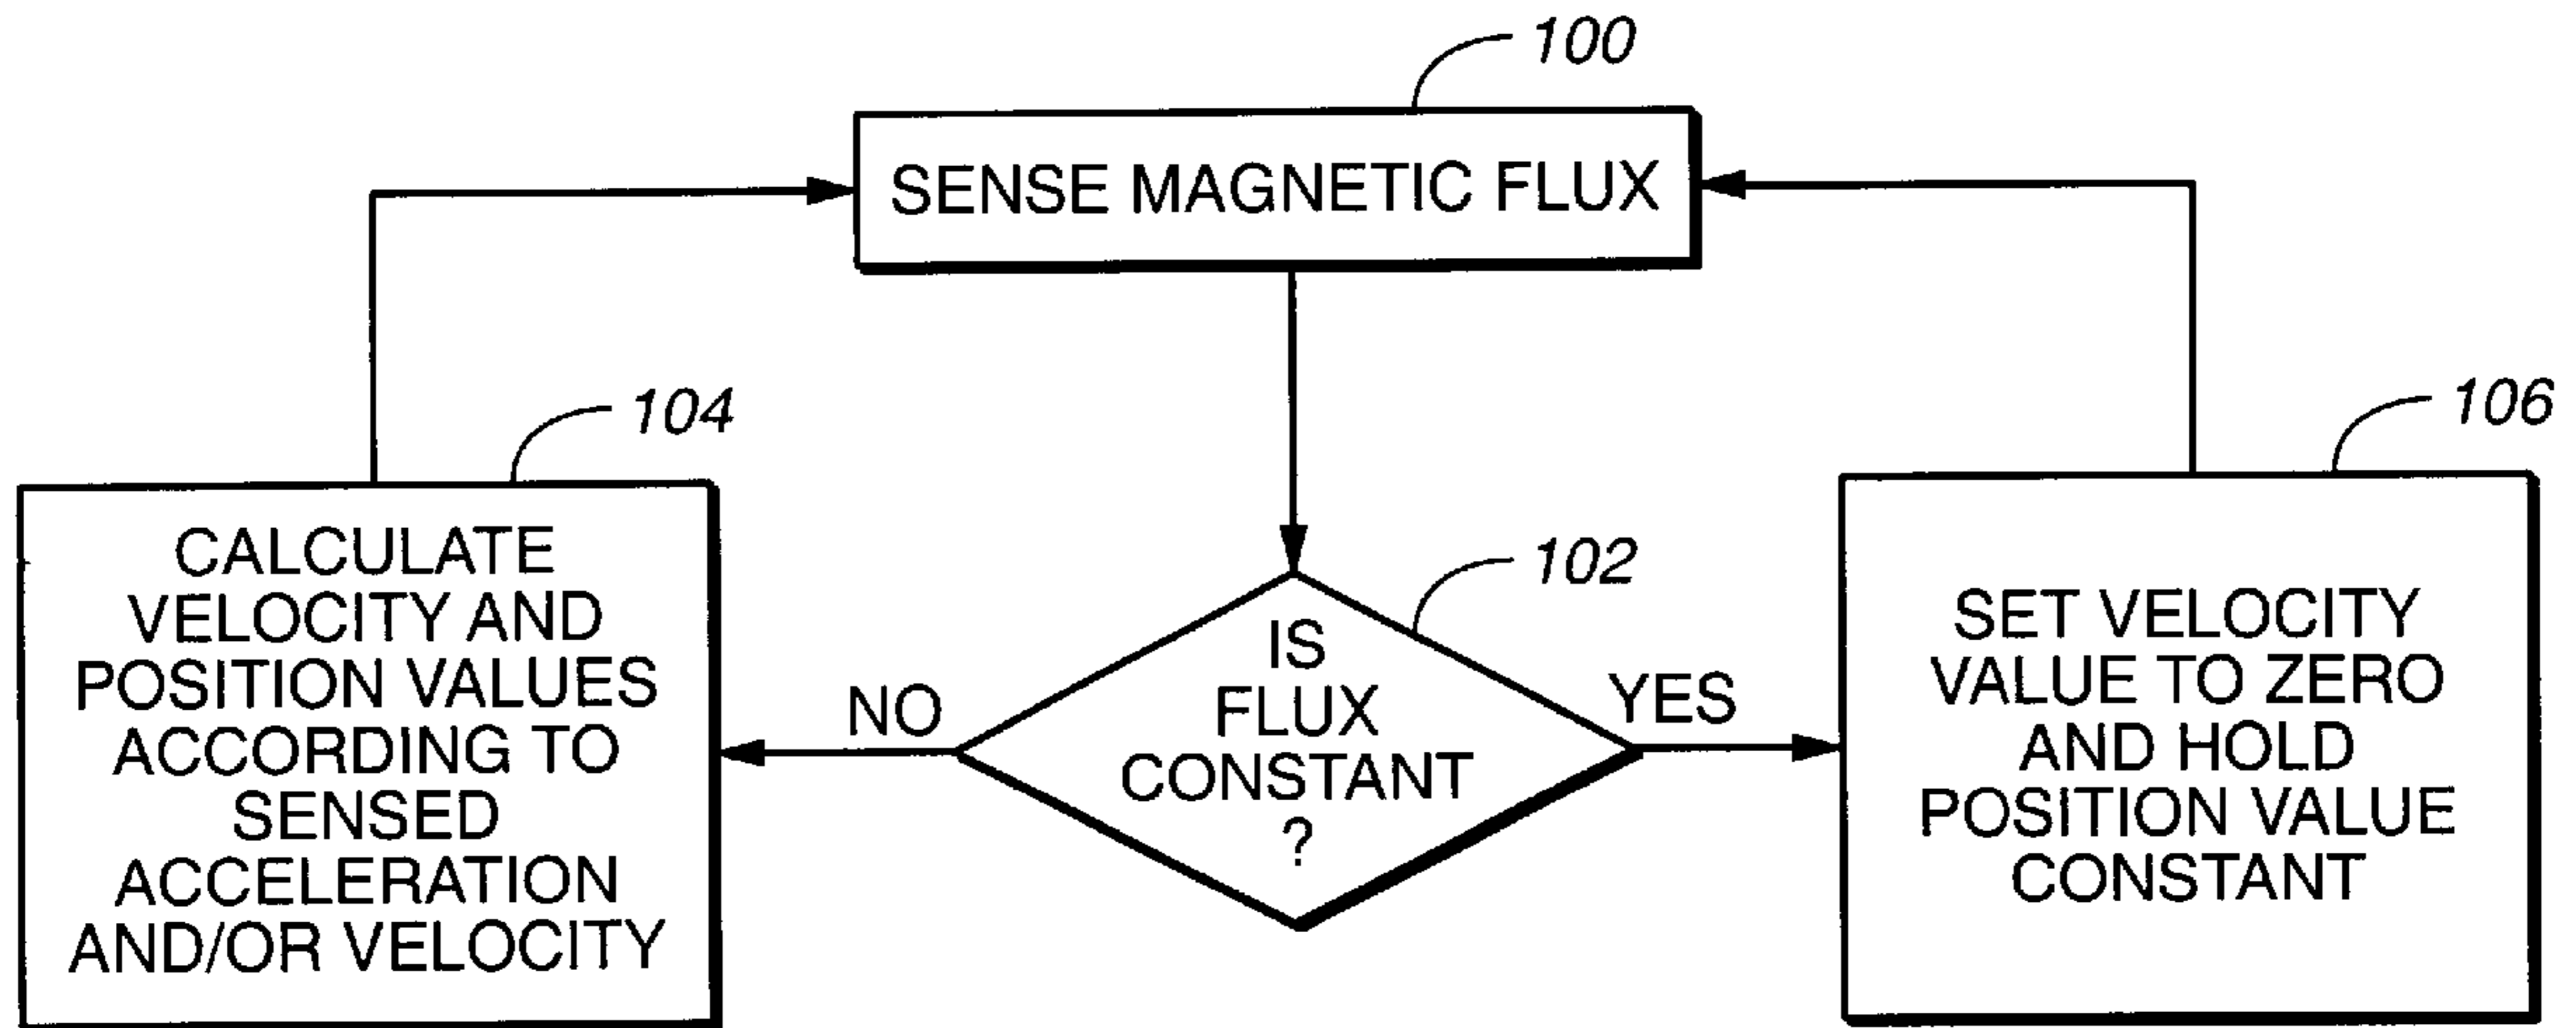 100
SENSE MAGNETIC FLUX
104
CALCULATE
VELOCITY AND
POSITION VALUES
ACCORDING TO
SENSED
ACCELERATION
AND/OR VELOCITY
NO
102
IS
FLUX
CONSTANT
?
YES
106
SET VELOCITY
VALUE TO ZERO
AND HOLD
POSITION VALUE
CONSTANT